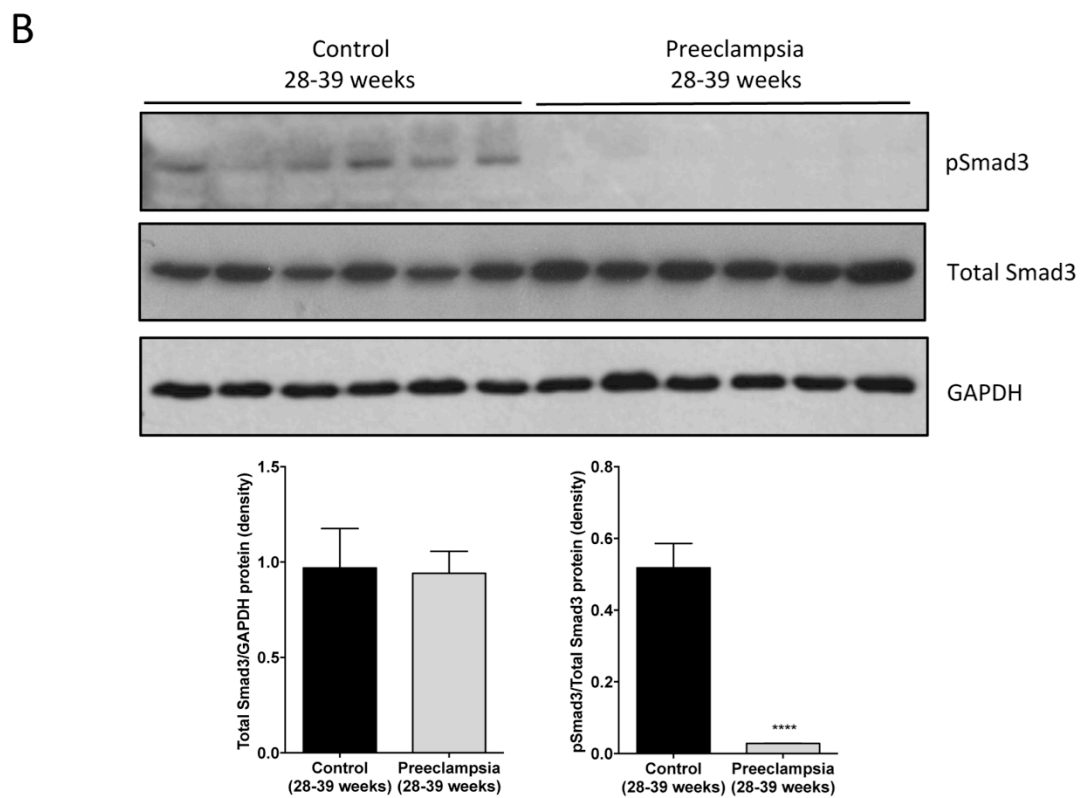 B
Control
28-39 weeks
Preeclampsia
28-39 weeks
pSmad3
Total Smad3
GAPDH
Total Smad3/GAPDH protein (density)
1.5
1.0
0.5
0.0
Control
(28-39 weeks)
Preeclampsia
(28-39 weeks)
pSmad3/Total Smad3 protein (density)
0.8
0.6
0.4
0.2
0.0
****
Control
(28-39 weeks)
Preeclampsia
(28-39 weeks)